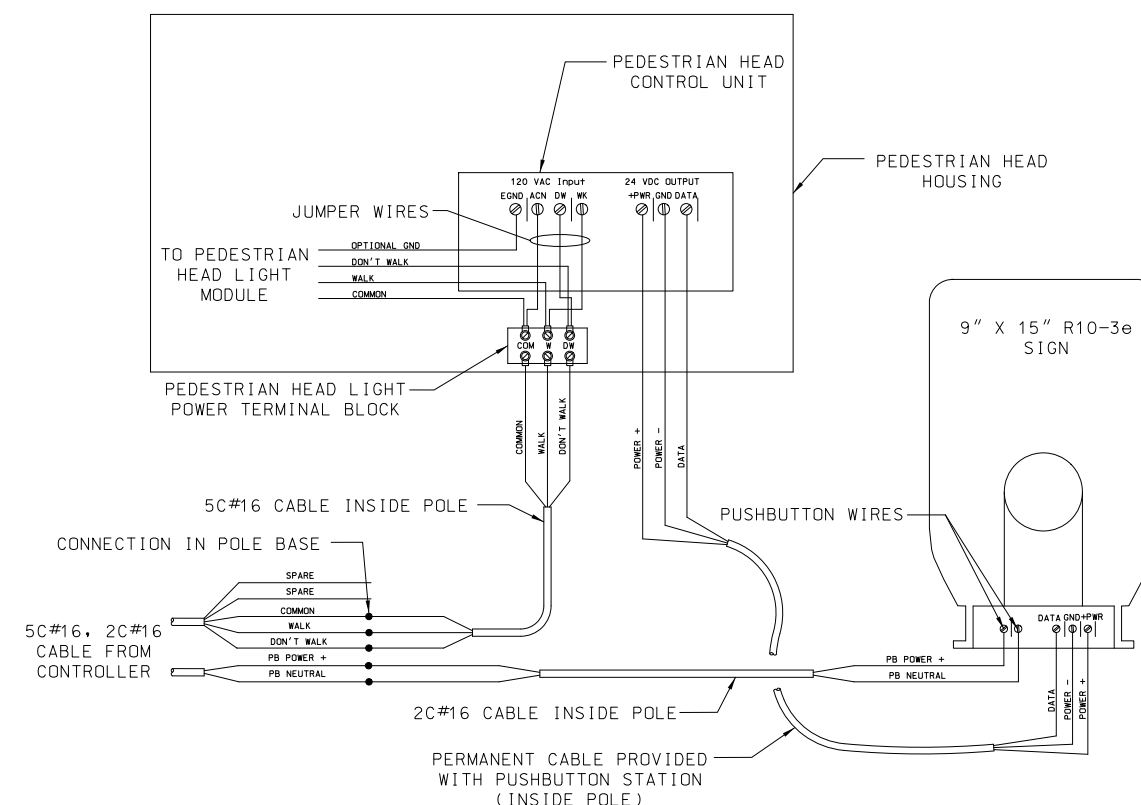 PEDESTRIAN HEAD
CONTROL UNIT
PEDESTRIAN HEAD
HOUSING
120 VAC Input
24 VDC OUTPUT
EGND ACN DW WK
+PWR GND DATA
JUMPER WIRES
TO PEDESTRIAN
HEAD LIGHT
MODULE
OPTIONAL GND
DON'T WALK
WALK
COMMON
COM W DW
PEDESTRIAN HEAD LIGHT
POWER TERMINAL BLOCK
9" X 15" R10-3e
SIGN
COMMON
WALK
DON'T WALK
POWER +
POWER -
DATA
5C#16 CABLE INSIDE POLE
PUSHBUTTON WIRES
CONNECTION IN POLE BASE
SPARE
SPARE
COMMON
WALK
DON'T WALK
PB POWER +
PB NEUTRAL
5C#16, 2C#16
CABLE FROM
CONTROLLER
DATA GND +PWR
PB POWER +
PB NEUTRAL
DATA
POWER -
POWER +
2C#16 CABLE INSIDE POLE
PERMANENT CABLE PROVIDED
WITH PUSHBUTTON STATION
(INSIDE POLE)